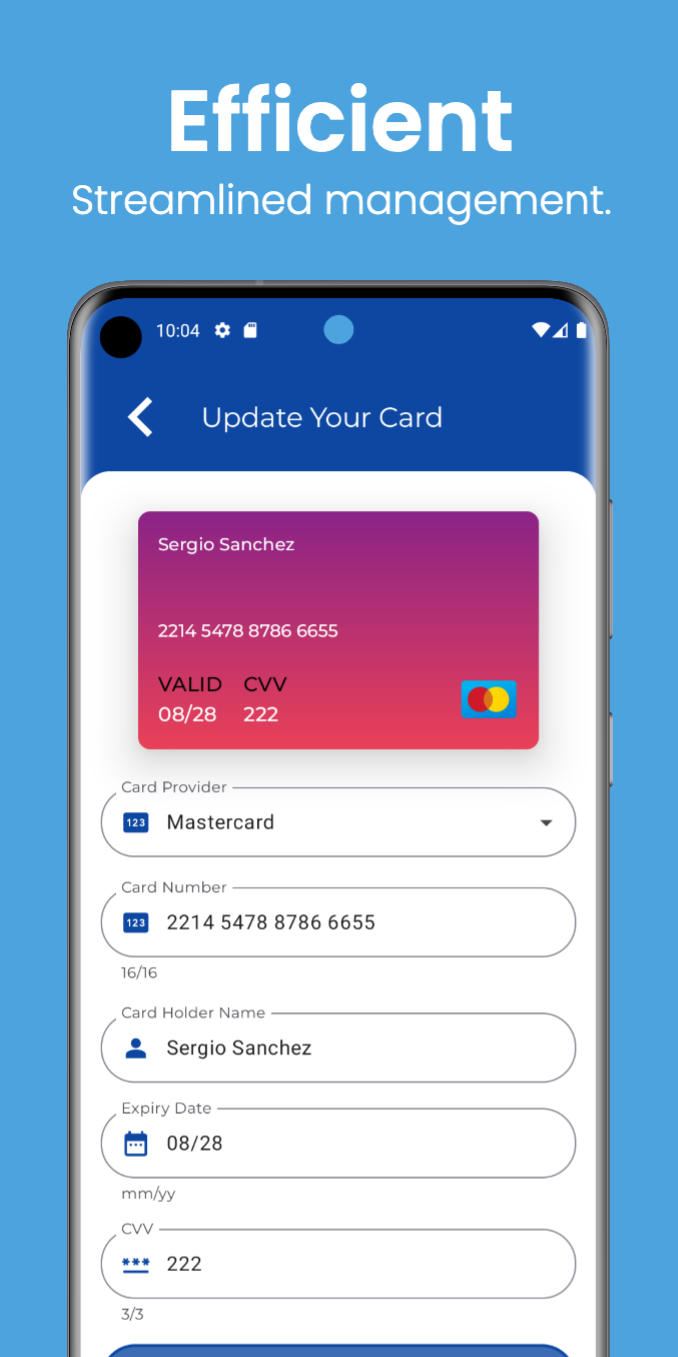 Efficient
Streamlined management.
10:04
Update Your Card
Sergio Sanchez
2214 5478 8786 6655
VALID CVV
08/28 222
Card Provider
123 Mastercard
Card Number
123 2214 5478 8786 6655
16/16
Card Holder Name
Sergio Sanchez
Expiry Date
08/28
mm/yy
CVV
*** 222
3/3